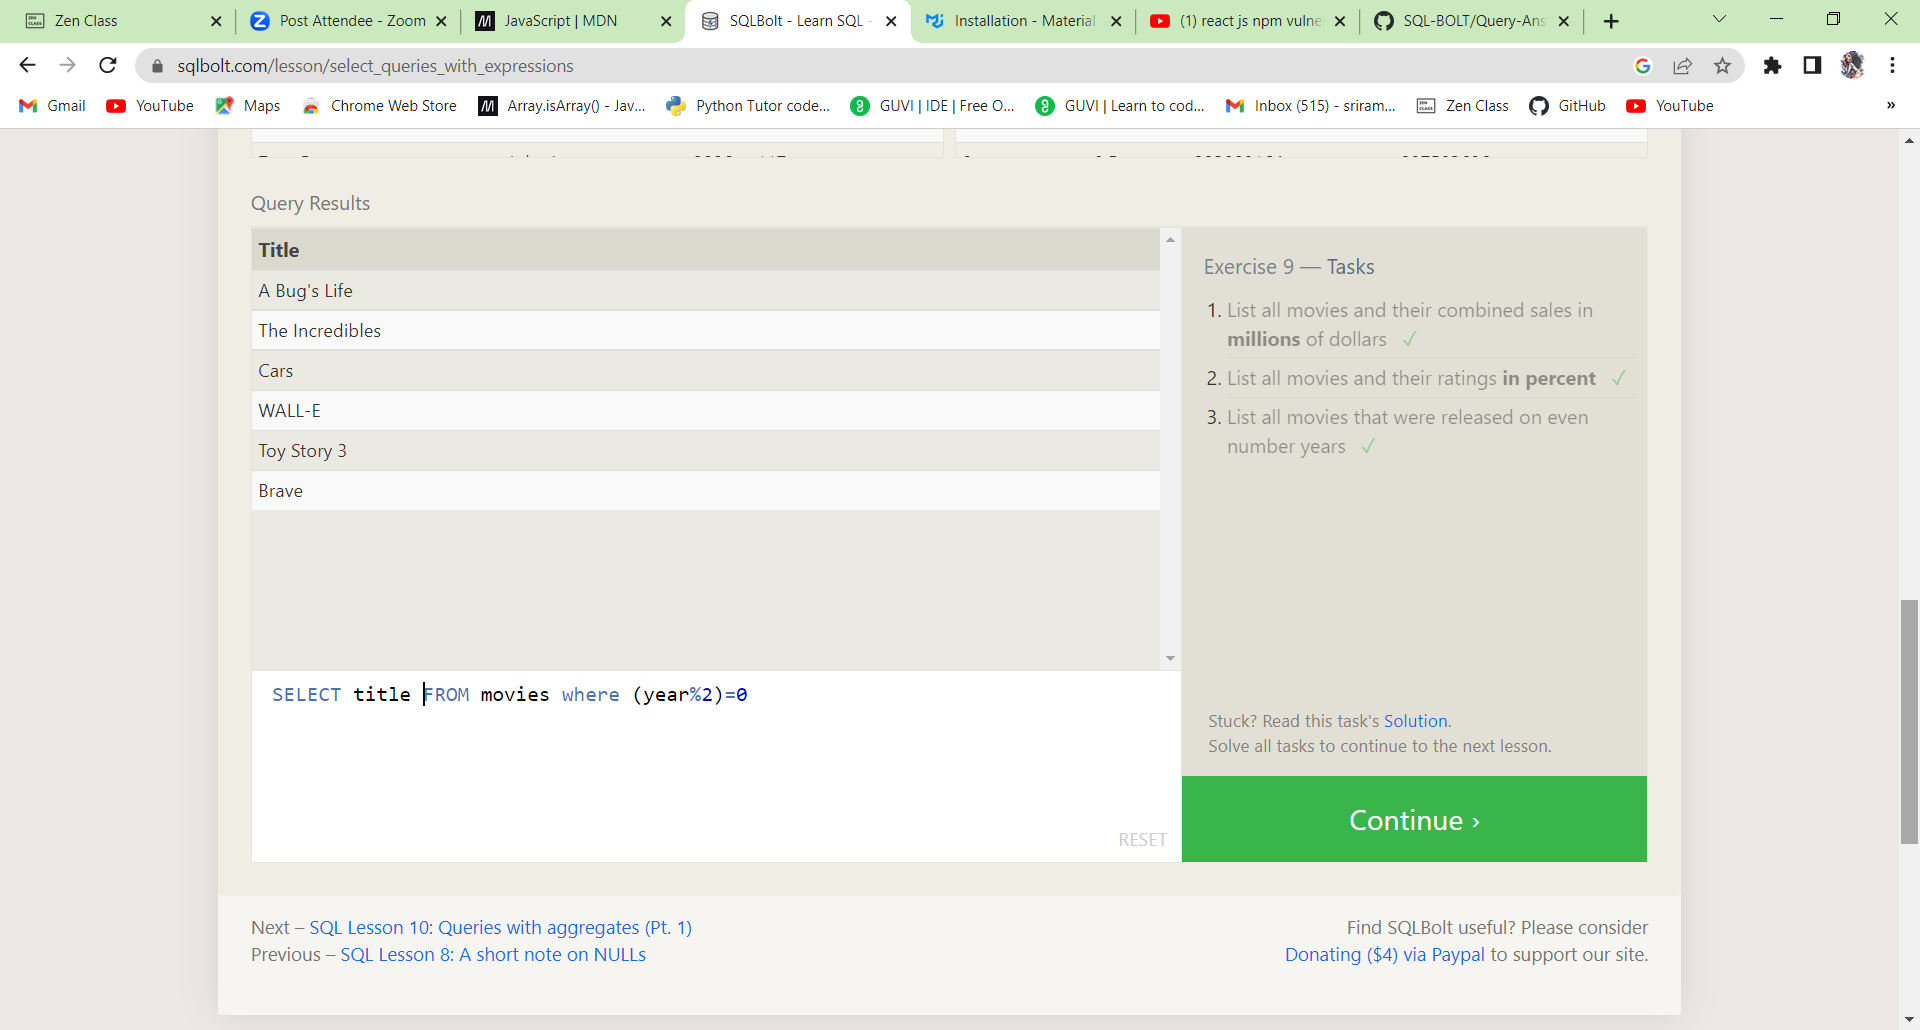 Zen Class
Post Attendee - Zoom
JavaScript | MDN
SQLBolt - Learn SQL -
Installation - Material
(1) react js npm vulne
SQL-BOLT/Query-Ans
sqlbolt.com/lesson/select_queries_with_expressions
Gmail
YouTube
Maps
Chrome Web Store
Array.isArray() - Jav...
Python Tutor code...
GUVI | IDE | Free O...
GUVI | Learn to cod...
Inbox (515) - sriram...
Zen Class
GitHub
YouTube
»
Query Results
Title
A Bug's Life
The Incredibles
Cars
WALL-E
Toy Story 3
Brave
SELECT title FROM movies where (year%2)=0
RESET
Exercise 9 — Tasks
1. List all movies and their combined sales in
millions of dollars ✓
2. List all movies and their ratings in percent ✓
3. List all movies that were released on even
number years ✓
Stuck? Read this task's Solution.
Solve all tasks to continue to the next lesson.
Continue ›
Next – SQL Lesson 10: Queries with aggregates (Pt. 1)
Previous – SQL Lesson 8: A short note on NULLs
Find SQLBolt useful? Please consider
Donating ($4) via Paypal to support our site.